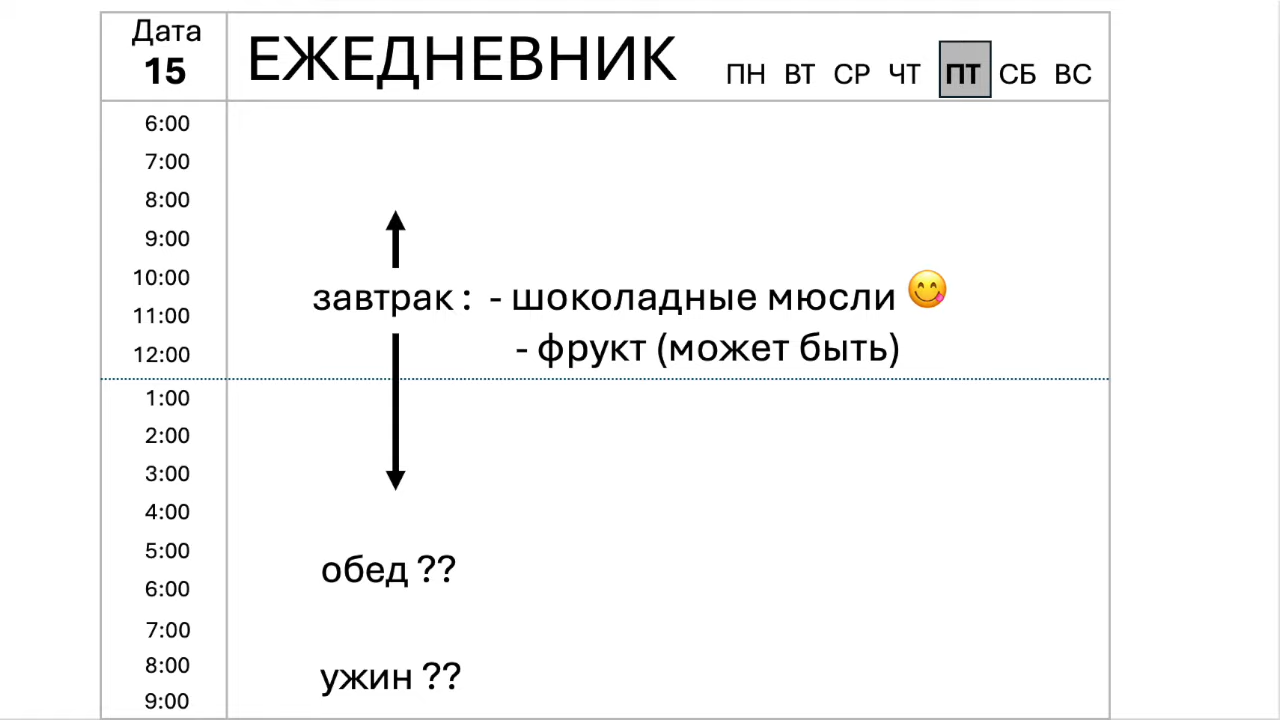 Дата
15
ЕЖЕДНЕВНИК
ПН ВТ СР ЧТ ПТ СБ ВС
6:00
7:00
8:00
9:00
10:00
завтрак : - шоколадные мюсли 😋
11:00
12:00
- фрукт (может быть)
1:00
2:00
3:00
4:00
5:00
обед ??
6:00
7:00
8:00
ужин ??
9:00